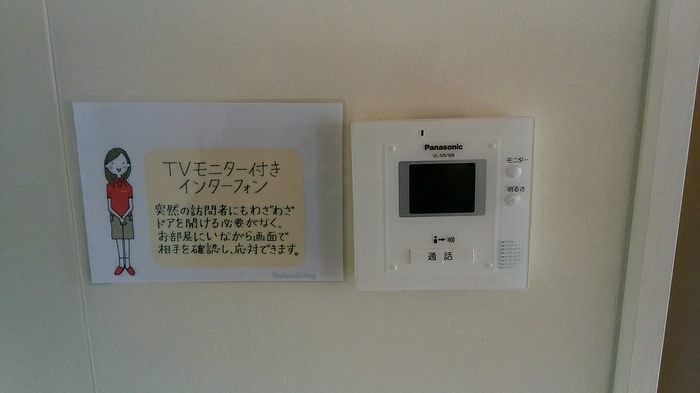 TVモニター付き
インターフォン
突然の訪問者にもわざわざ
ドアを開ける必要がなく、
お部屋にいながら画面で
相手を確認し、応対できます。
Panasonic
VL-MV186
モニター
明るさ
通話